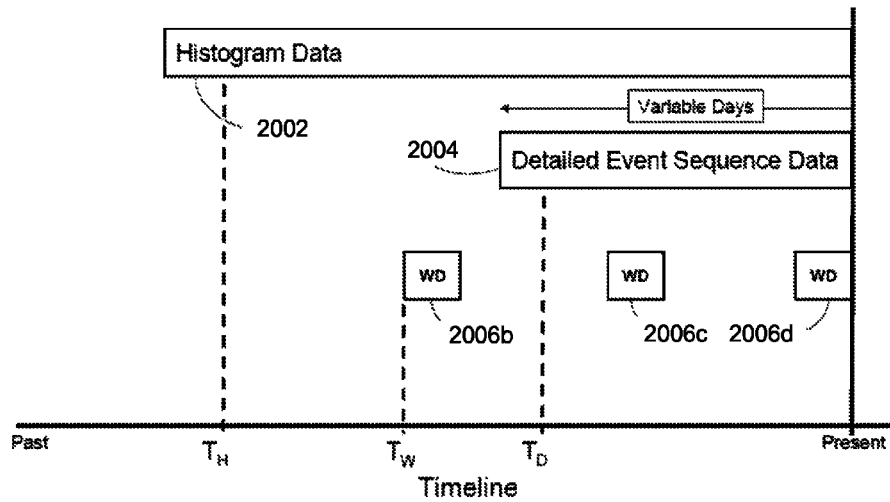 Histogram Data
2002
Variable Days
2004
Detailed Event Sequence Data
WD
WD
WD
2006b
2006c
2006d
Past
T_H
T_W
T_D
Present
Timeline